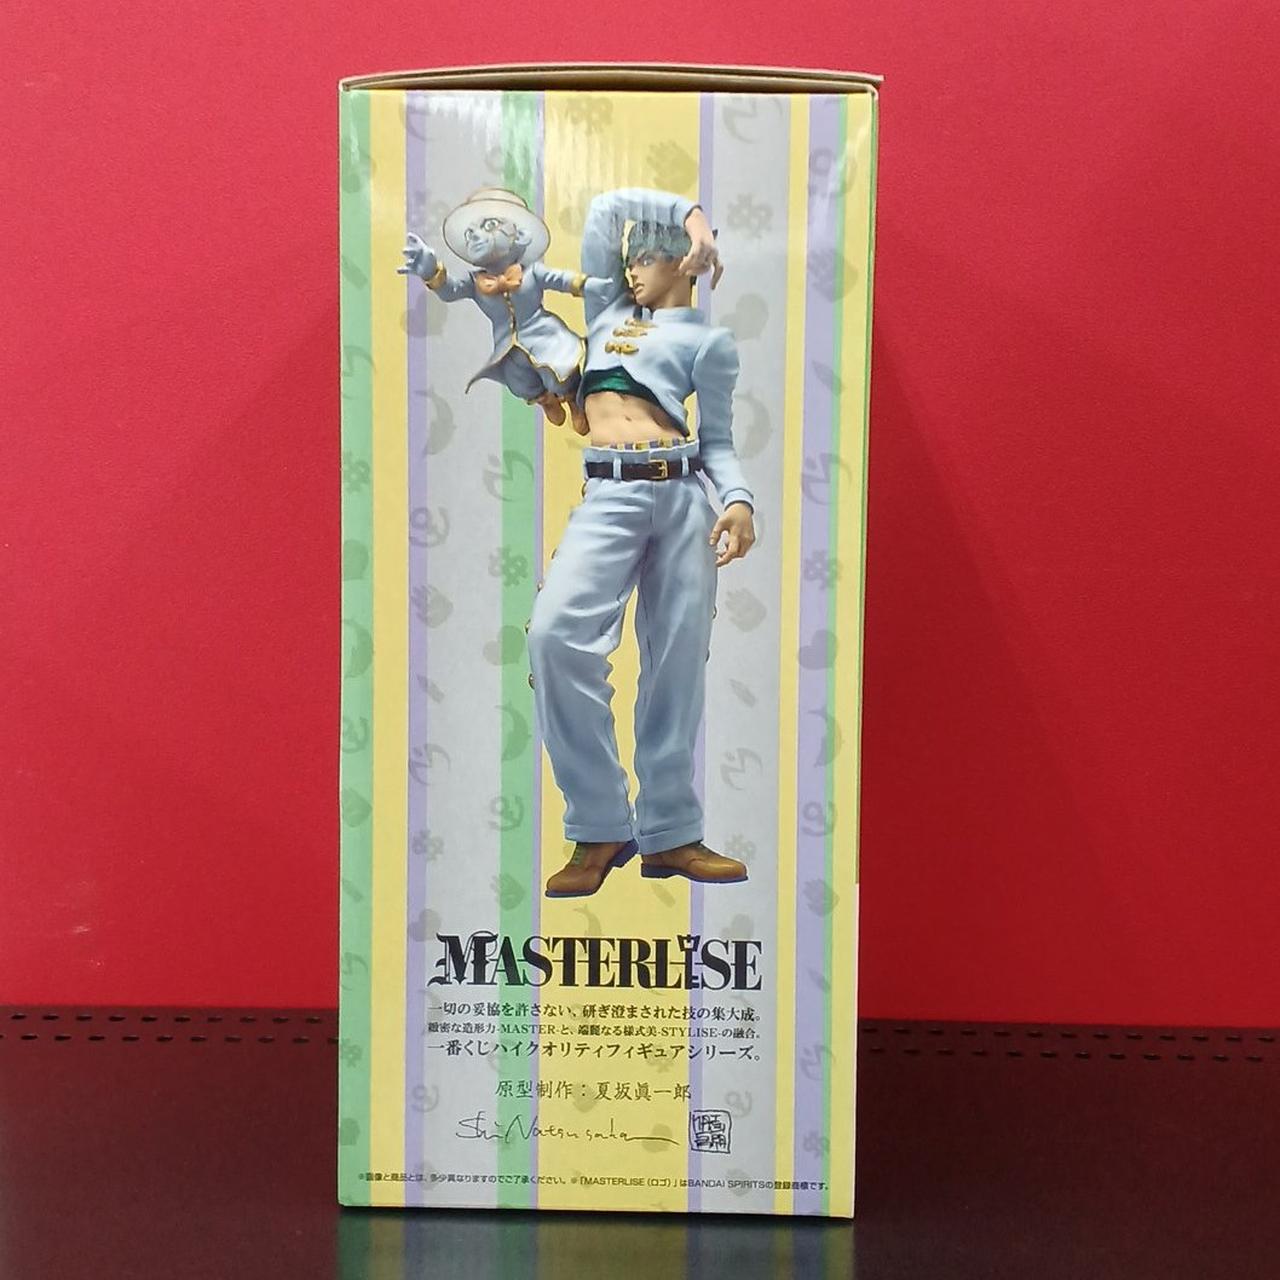 MASTERLISE
一切の妥協を許さない、研ぎ澄まされた技の集大成。
緻密な造形力-MASTER-と、端麗なる様式美-STYLISE-の融合。
一番くじハイクオリティフィギュアシリーズ。
原型制作：夏坂眞一郎
Shin Natsusaka
※画像と商品とは、多少異なりますのでご了承ください。※「MASTERLISE（ロゴ）」はBANDAI SPIRITSの登録商標です。